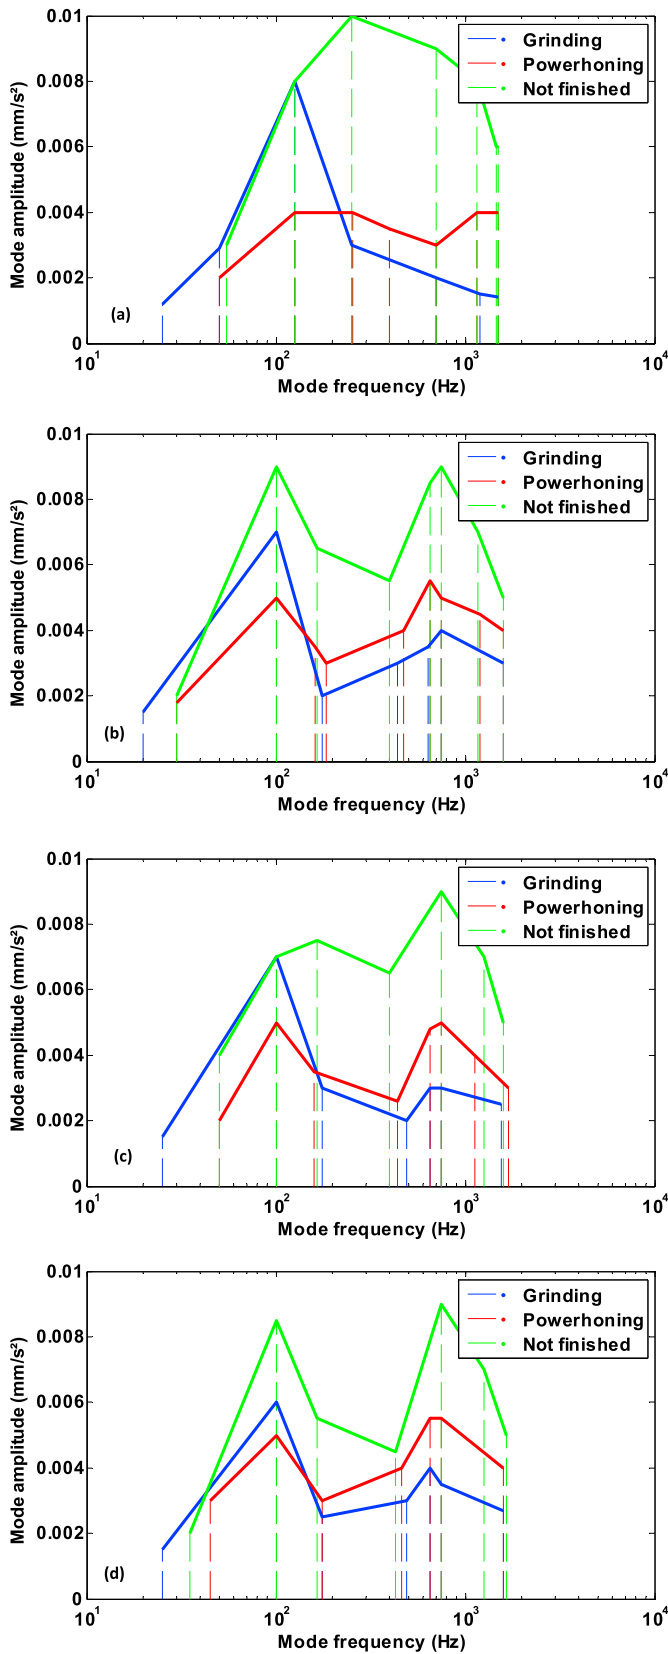 0.01
0.008
0.006
0.004
0.002
0
Mode amplitude (mm/s²)
Grinding
Powerhoning
Not finished
(a)
10¹ 10² 10³ 10⁴
Mode frequency (Hz)
0.01
0.008
0.006
0.004
0.002
0
Mode amplitude (mm/s²)
Grinding
Powerhoning
Not finished
(b)
10¹ 10² 10³ 10⁴
Mode frequency (Hz)
0.01
0.008
0.006
0.004
0.002
0
Mode amplitude (mm/s²)
Grinding
Powerhoning
Not finished
(c)
10¹ 10² 10³ 10⁴
Mode frequency (Hz)
0.01
0.008
0.006
0.004
0.002
0
Mode amplitude (mm/s²)
Grinding
Powerhoning
Not finished
(d)
10¹ 10² 10³ 10⁴
Mode frequency (Hz)